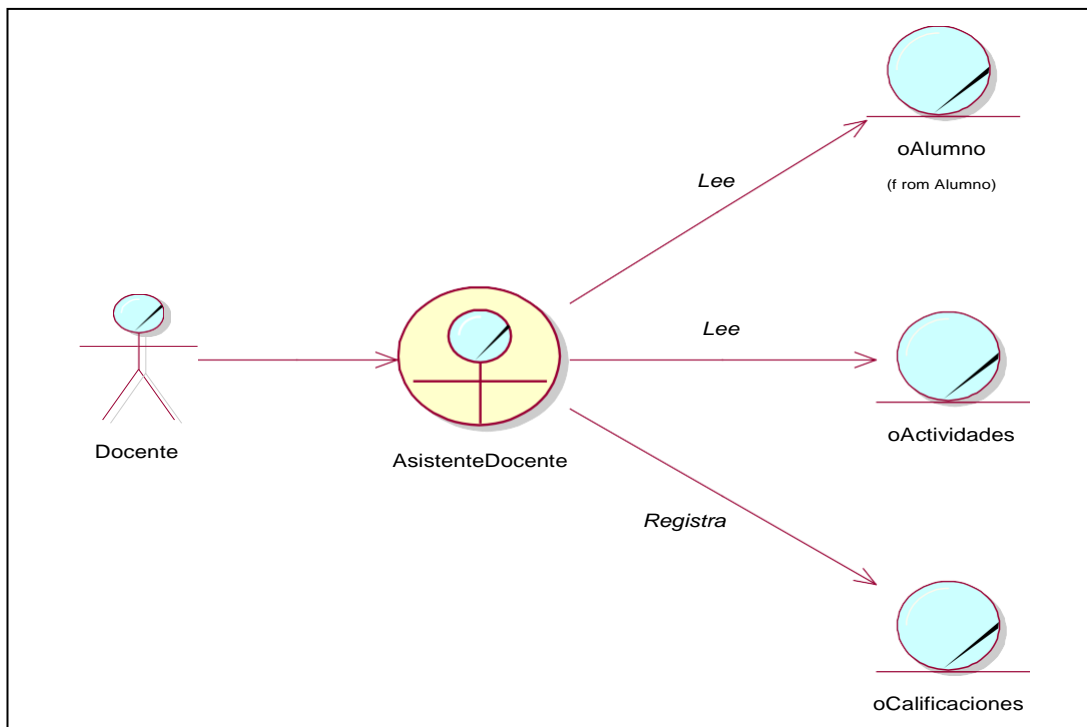 oAlumno
(f rom Alumno)
Lee
Lee
oActividades
Docente
AsistenteDocente
Registra
oCalificaciones